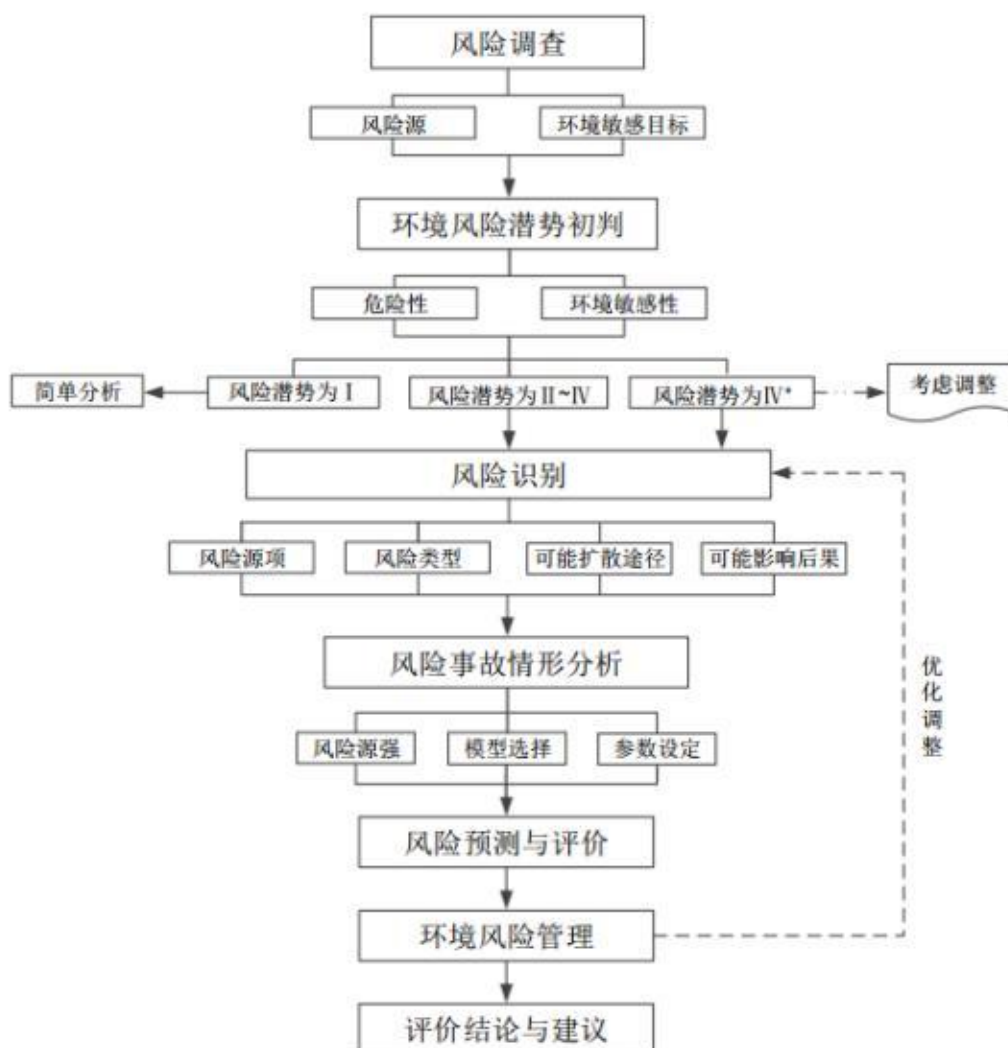 风险调查
风险源
环境敏感目标
环境风险潜势初判
危险性
环境敏感性
简单分析
风险潜势为Ⅰ
风险潜势为Ⅱ~Ⅳ
风险潜势为Ⅳ+
考虑调整
风险识别
风险源项
风险类型
可能扩散途径
可能影响后果
风险事故情形分析
优化调整
风险源强
模型选择
参数设定
风险预测与评价
环境风险管理
评价结论与建议